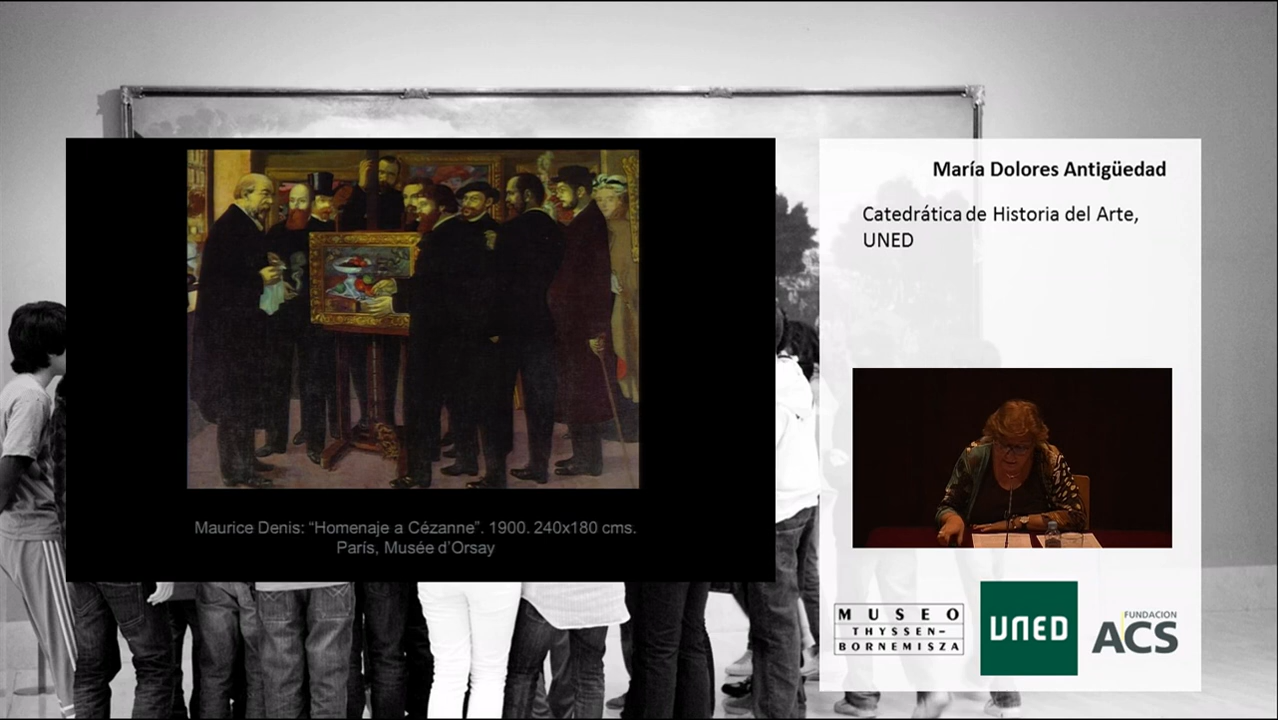 Maurice Denis: “Homenaje a Cézanne”. 1900. 240x180 cms.
París, Musée d’Orsay
María Dolores Antigüedad
Catedrática de Historia del Arte,
UNED
MUSEO
THYSSEN-
BORNEMISZA
UNED
FUNDACION
ACS